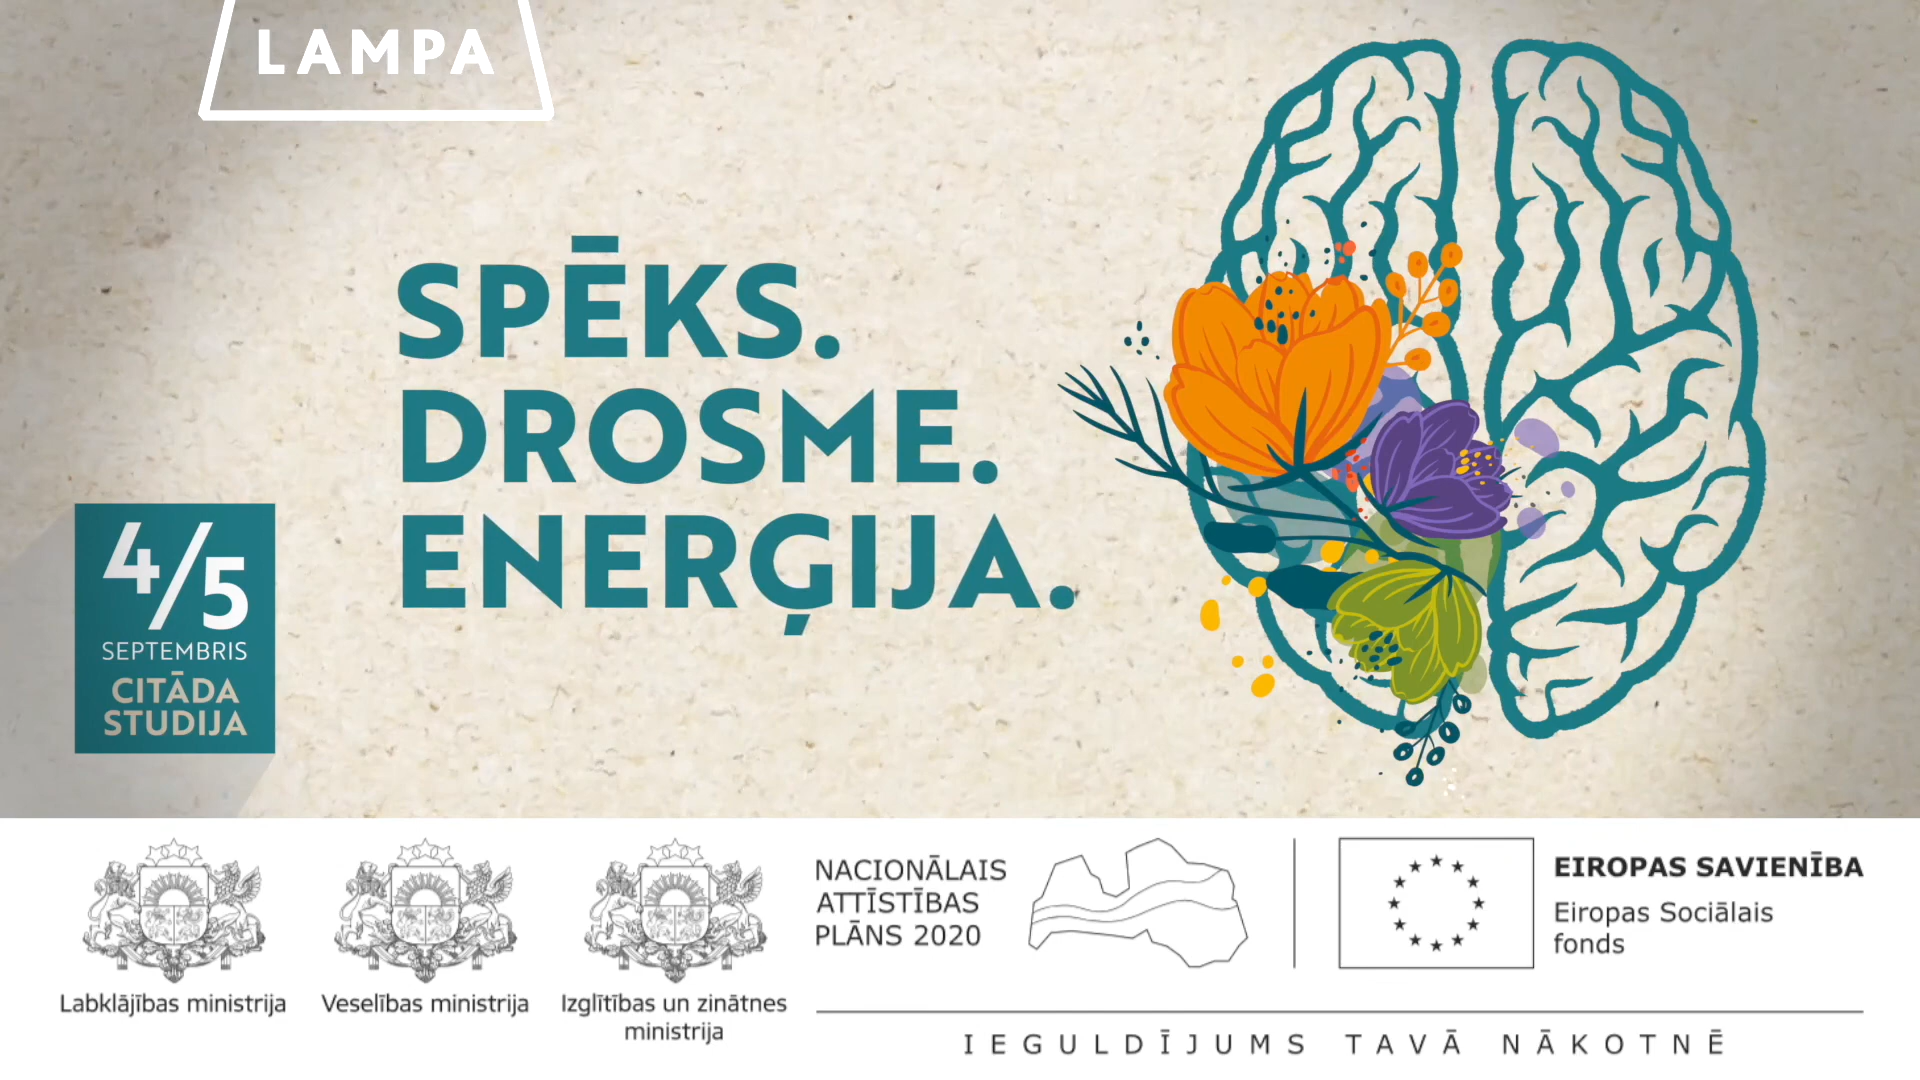 LAMPA
SPĒKS.
DROSME.
ENERĢIJA.
4/5
SEPTEMBRIS
CITĀDA
STUDIJA
Labklājības ministrija
Veselības ministrija
Izglītības un zinātnes
ministrija
NACIONĀLAIS
ATTĪSTĪBAS
PLĀNS 2020
EIROPAS SAVIENĪBA
Eiropas Sociālais
fonds
IEGULDĪJUMS TAVĀ NĀKOTNĒ